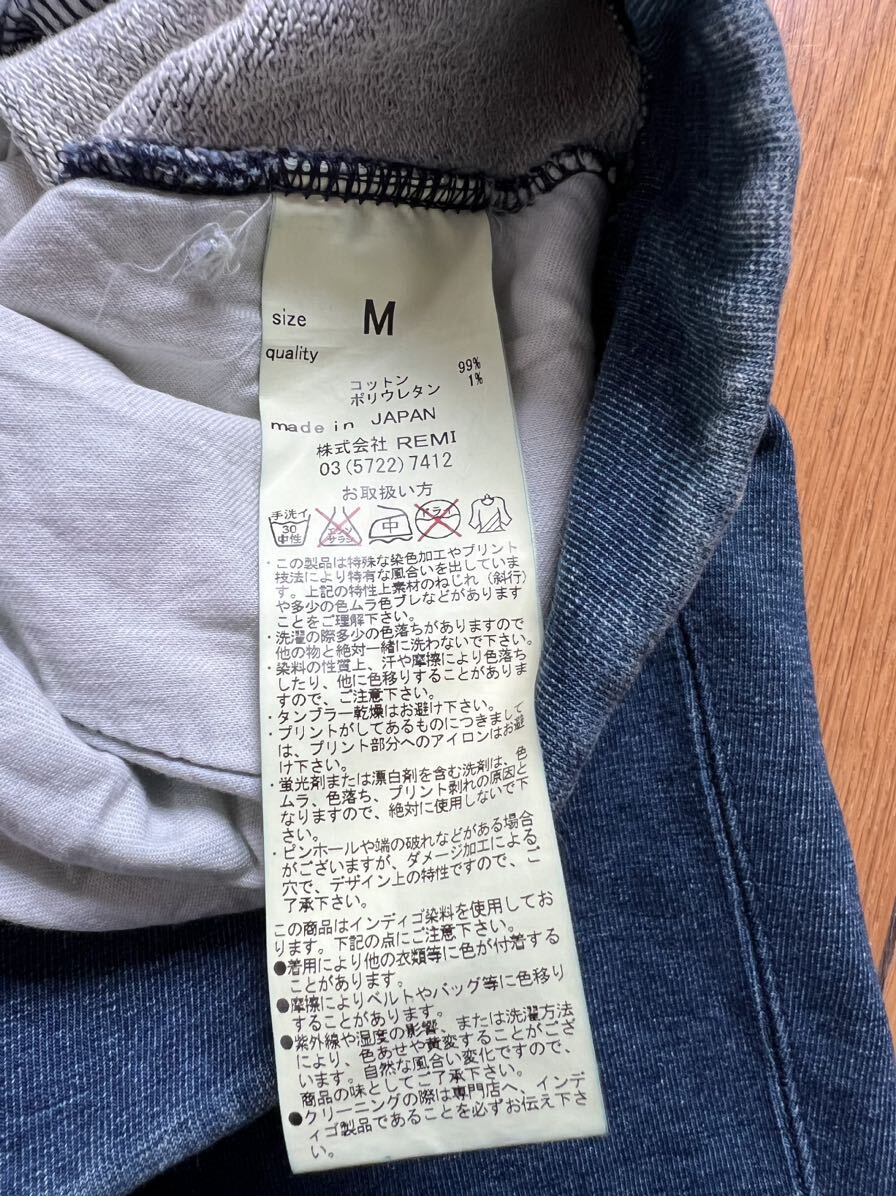 size M
quality
コットン 99%
ポリウレタン 1%
made in JAPAN
株式会社 REMI
03(5722)7412
お取扱い方
手洗イ
30
中性
エンソ
サラシ
中
ドライ
・この製品は特殊な染色加工やプリント
技法により特有な風合いを出していま
す。上記の特性上素材のねじれ(斜行)
や多少の色ムラ色ブレなどがあります
ことをご理解下さい。
・洗濯の際多少の色落ちがありますので
他の物と絶対一緒に洗わないで下さい。
・染料の性質上、汗や摩擦により色落ち
したり、他に色移りすることがありま
すので、ご注意下さい。
・タンブラー乾燥はお避け下さい。
・プリントがしてあるものにつきまして
は、プリント部分へのアイロンはお避
け下さい。
・蛍光剤または漂白剤を含む洗剤は、色
ムラ、色落ち、プリント剥れの原因と
なりますので、絶対に使用しないで下
さい。
・ピンホールや端の破れなどがある場合
がございますが、ダメージ加工による
穴で、デザイン上の特性ですので、ご
了承下さい。
この商品はインディゴ染料を使用してお
ります。下記の点にご注意下さい。
●着用により他の衣類等に色が付着する
ことがあります。
●摩擦によりベルトやバッグ等に色移り
することがあります。
●紫外線や湿度の影響、または洗濯方法
により、色あせや黄変することがござ
います。自然な風合い変化ですので、
商品の味としてご了承下さい。
●クリーニングの際は専門店へ、インデ
ィゴ製品であることを必ずお伝え下さ
い。